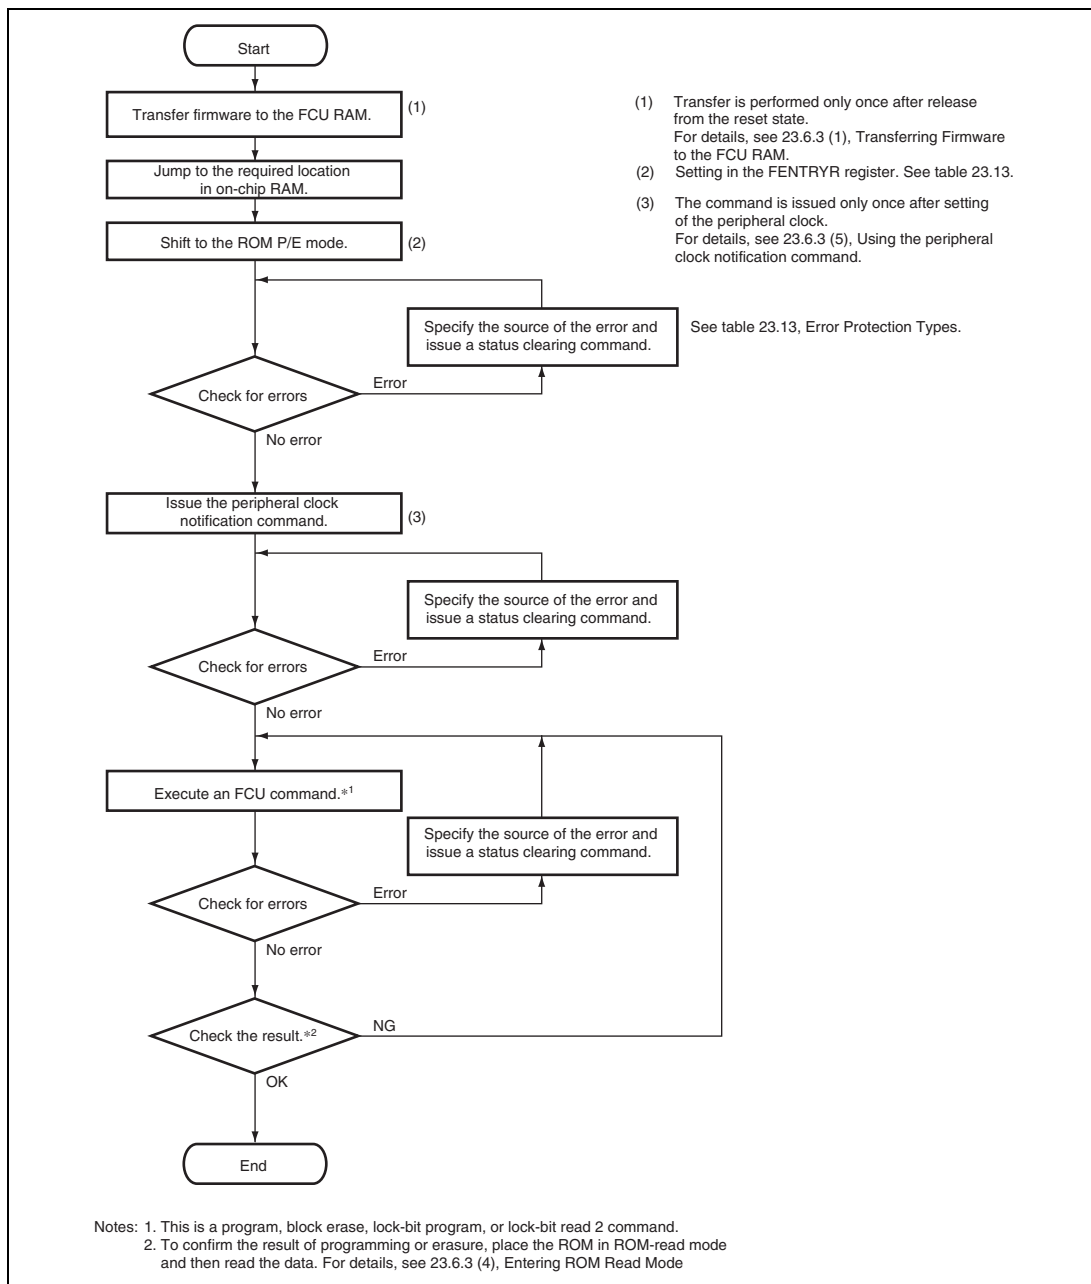 Start
Transfer firmware to the FCU RAM.
(1)
Jump to the required location
in on-chip RAM.
Shift to the ROM P/E mode.
(2)
(1) Transfer is performed only once after release
from the reset state.
For details, see 23.6.3 (1), Transferring Firmware
to the FCU RAM.
(2) Setting in the FENTRYR register. See table 23.13.
(3) The command is issued only once after setting
of the peripheral clock.
For details, see 23.6.3 (5), Using the peripheral
clock notification command.
Specify the source of the error and
issue a status clearing command.
See table 23.13, Error Protection Types.
Check for errors
Error
No error
Issue the peripheral clock
notification command.
(3)
Specify the source of the error and
issue a status clearing command.
Check for errors
Error
No error
Execute an FCU command.*1
Specify the source of the error and
issue a status clearing command.
Check for errors
Error
No error
Check the result.*2
NG
OK
End
Notes: 1. This is a program, block erase, lock-bit program, or lock-bit read 2 command.
2. To confirm the result of programming or erasure, place the ROM in ROM-read mode
and then read the data. For details, see 23.6.3 (4), Entering ROM Read Mode